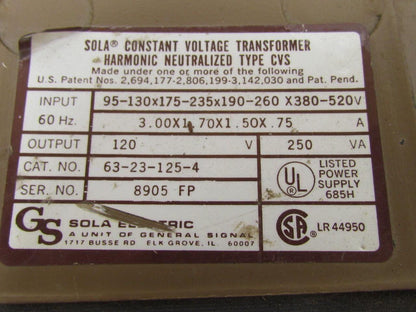 SOLA® CONSTANT VOLTAGE TRANSFORMER
HARMONIC NEUTRALIZED TYPE CVS
Made under one or more of the following
U.S. Patent Nos. 2,694,177-2,806,199-3,142,030 and Pat. Pend.
INPUT 95-130x175-235x190-260 X380-520V
60 Hz. 3.00X1.70X1.50X.75 A
OUTPUT 120 V 250 VA
CAT. NO. 63-23-125-4
SER. NO. 8905 FP
UL LISTED
POWER
SUPPLY
685H
GS SOLA ELECTRIC
A UNIT OF GENERAL SIGNAL
1717 BUSSE RD ELK GROVE, IL. 60007
SA LR 44950